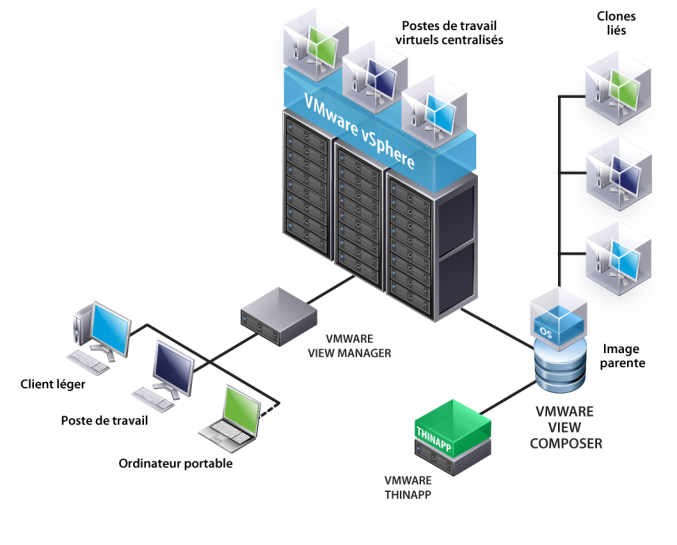 Postes de travail
virtuels centralisés
Clones
liés
VMware vSphere
OS
VMWARE
VIEW MANAGER
Image
parente
Client léger
Poste de travail
Ordinateur portable
VMWARE
VIEW
COMPOSER
THINAPP
VMWARE
THINAPP